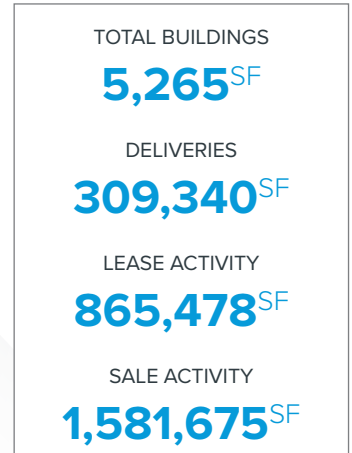 TOTAL BUILDINGS
5,265SF
DELIVERIES
309,340SF
LEASE ACTIVITY
865,478SF
SALE ACTIVITY
1,581,675SF